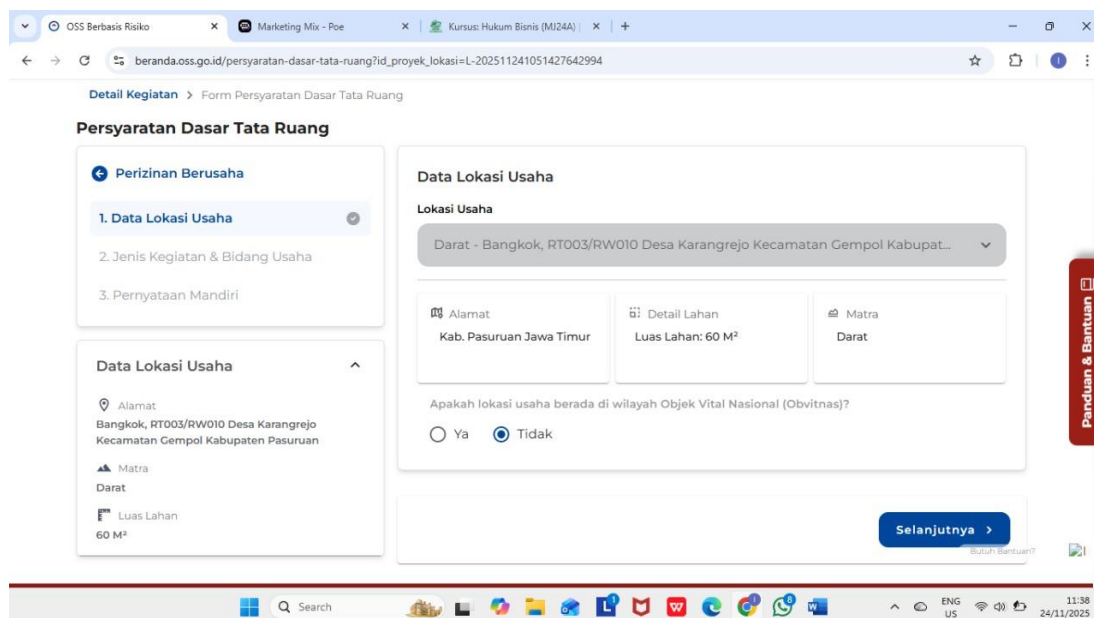 OSS Berbasis Risiko
Marketing Mix - Poe
Kursus: Hukum Bisnis (MJ24A) |
beranda.oss.go.id/persyaratan-dasar-tata-ruang?id_proyek_lokasi=L-202511241051427642994
Detail Kegiatan > Form Persyaratan Dasar Tata Ruang
Persyaratan Dasar Tata Ruang
Perizinan Berusaha
1. Data Lokasi Usaha
2. Jenis Kegiatan & Bidang Usaha
3. Pernyataan Mandiri
Data Lokasi Usaha
Alamat
Bangkok, RT003/RW010 Desa Karangrejo
Kecamatan Gempol Kabupaten Pasuruan
Matra
Darat
Luas Lahan
60 M²
Data Lokasi Usaha
Lokasi Usaha
Darat - Bangkok, RT003/RW010 Desa Karangrejo Kecamatan Gempol Kabupat...
Alamat
Kab. Pasuruan Jawa Timur
Detail Lahan
Luas Lahan: 60 M²
Matra
Darat
Apakah lokasi usaha berada di wilayah Objek Vital Nasional (Obvitnas)?
Ya
Tidak
Selanjutnya >
Butuh Bantuan?
Panduan & Bantuan
Search
ENG
US
11:38
24/11/2025